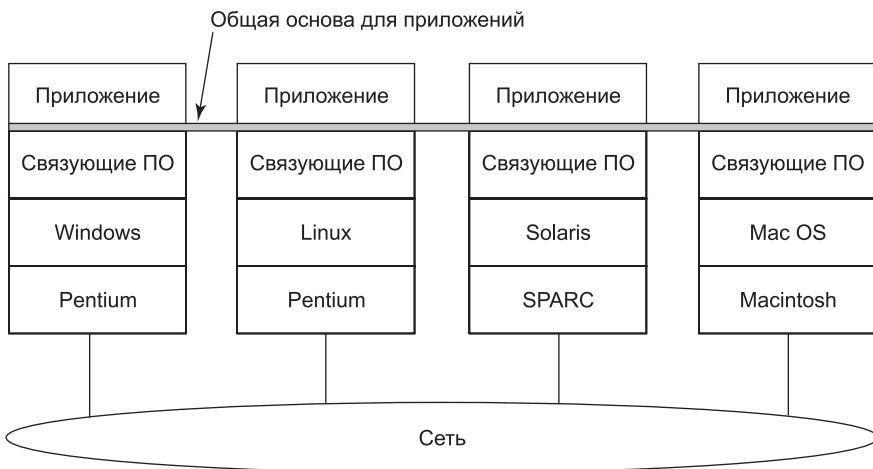 Общая основа для приложений
Приложение Приложение Приложение Приложение
Связующие ПО Связующие ПО Связующие ПО Связующие ПО
Windows Linux Solaris Mac OS
Pentium Pentium SPARC Macintosh
Сеть